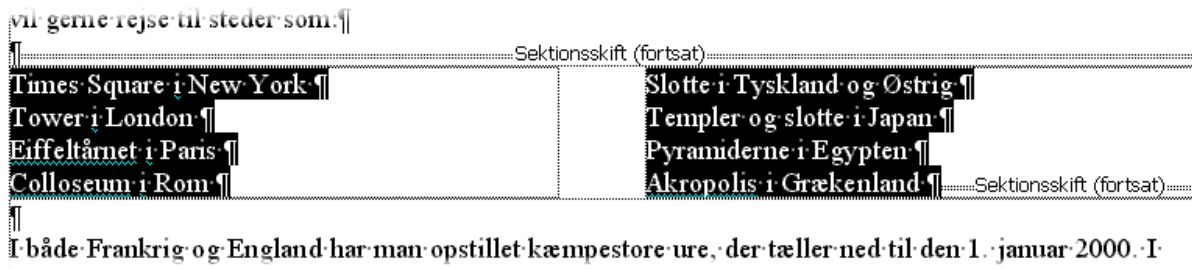 vil gerne rejse til steder som:¶
¶ Sektionsskift (fortsat)
Times·Square·i·New·York·¶
Tower·i·London·¶
Eiffeltårnet·i·Paris·¶
Colloseum·i·Rom·¶
Slotte·i·Tyskland·og·Østrig·¶
Templer·og·slotte·i·Japan·¶
Pyramiderne·i·Egypten·¶
Akropolis·i·Grækenland·¶ Sektionsskift (fortsat)
¶
I·både·Frankrig·og·England·har·man·opstillet·kæmpestore·ure,·der·tæller·ned·til·den·1.·januar·2000.·I·